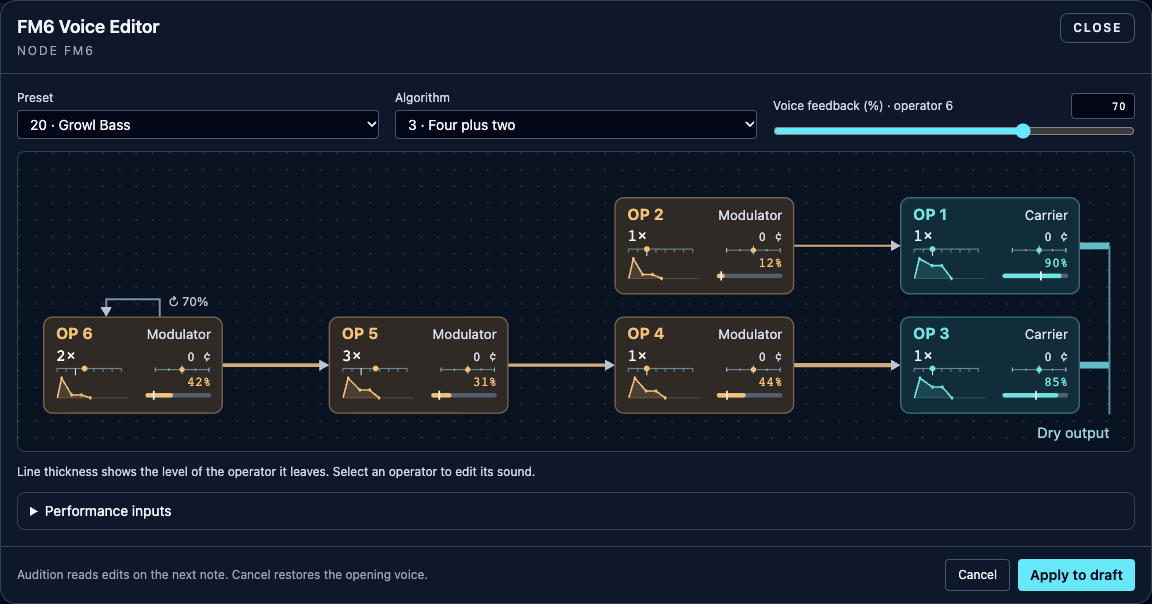 FM6 Voice Editor
CLOSE
NODE FM6
Preset
Algorithm
Voice feedback (%) · operator 6
70
20 · Growl Bass
3 · Four plus two
OP 2 Modulator
1×
0 ¢
12%
OP 1 Carrier
1×
0 ¢
90%
↻ 70%
OP 6 Modulator
2×
0 ¢
42%
OP 5 Modulator
3×
0 ¢
31%
OP 4 Modulator
1×
0 ¢
44%
OP 3 Carrier
1×
0 ¢
85%
Dry output
Line thickness shows the level of the operator it leaves. Select an operator to edit its sound.
Performance inputs
Audition reads edits on the next note. Cancel restores the opening voice.
Cancel
Apply to draft